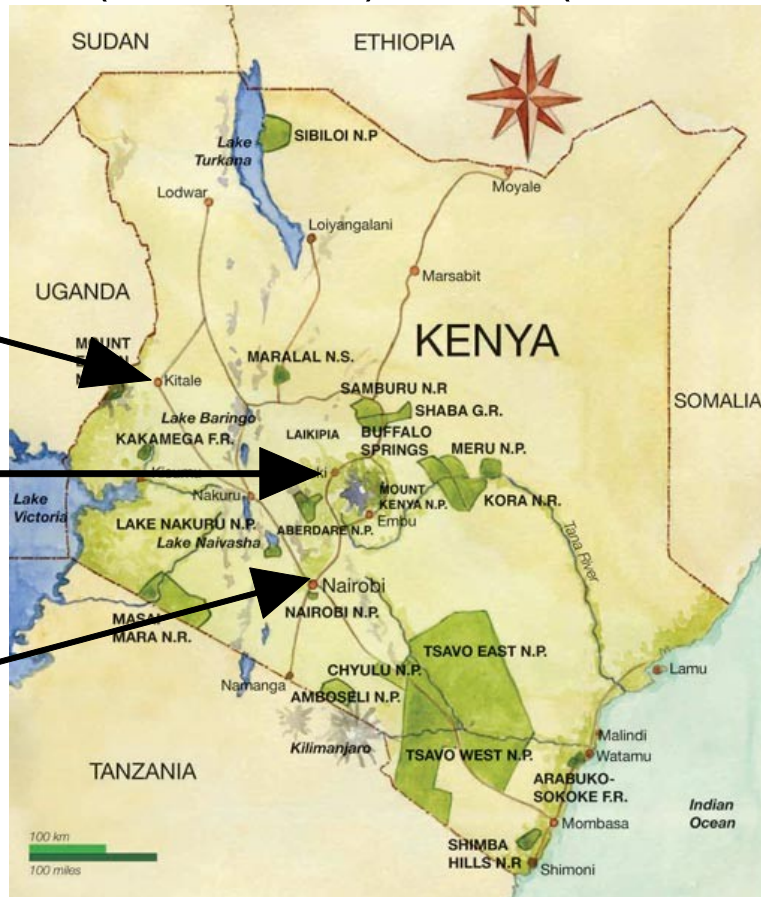 SUDAN
ETHIOPIA
N
Lake
Turkana
SIBILOI N.P
Moyale
Lodwar
Loiyangalani
Marsabit
UGANDA
KENYA
MOUNT
MARALAL N.S.
Kitale
SAMBURU N.R
SHABA G.R.
SOMALIA
Lake Baringo
LAIKIPIA
BUFFALO
SPRINGS
KAKAMEGA F.R.
MERU N.P.
Nakuru
MOUNT
KENYA N.P.
KORA N.R.
Lake
Victoria
LAKE NAKURU N.P.
ABERDARE N.P.
Embu
Lake Naivasha
Tana River
Nairobi
NAIROBI N.P.
MASAI
MARA N.R.
TSAVO EAST N.P.
CHYULU N.P.
Lamu
Namanga
AMBOSELI N.P.
Kilimanjaro
Malindi
Watamu
TSAVO WEST N.P.
TANZANIA
ARABUKO-
SOKOKE F.R.
Indian
Ocean
Mombasa
100 km
100 miles
SHIMBA
HILLS N.R
Shimoni